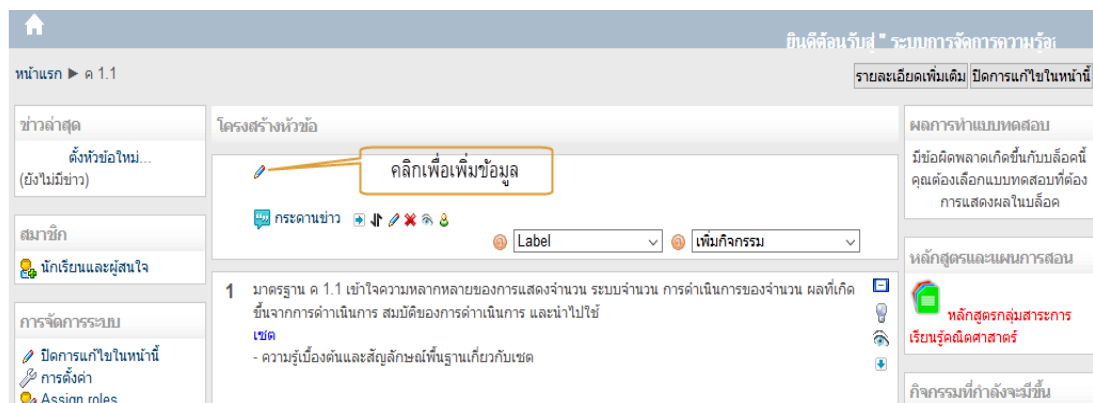 ยินดีต้อนรับสู่ " ระบบการจัดการความรู้
หน้าแรก ► ค 1.1
รายละเอียดเพิ่มเติม ปิดการแก้ไขในหน้านี้
ข่าวล่าสุด
ตั้งหัวข้อใหม่...
(ยังไม่มีข่าว)
สมาชิก
นักเรียนและผู้สนใจ
การจัดการระบบ
ปิดการแก้ไขในหน้านี้
การตั้งค่า
Assign roles
โครงสร้างหัวข้อ
คลิกเพื่อเพิ่มข้อมูล
กระดานข่าว
Label
เพิ่มกิจกรรม
1 มาตรฐาน ค 1.1 เข้าใจความหลากหลายของการแสดงจำนวน ระบบจำนวน การดำเนินการของจำนวน ผลที่เกิด
ขึ้นจากการดำเนินการ สมบัติของการดำเนินการ และนำไปใช้
เซต
- ความรู้เบื้องต้นและสัญลักษณ์พื้นฐานเกี่ยวกับเซต
ผลการทำแบบทดสอบ
มีข้อผิดพลาดเกิดขึ้นกับบล็อคนี้
คุณต้องเลือกแบบทดสอบที่ต้อง
การแสดงผลในบล็อค
หลักสูตรและแผนการสอน
หลักสูตรกลุ่มสาระการ
เรียนรู้คณิตศาสาตร์
กิจกรรมที่กำลังจะมีขึ้น